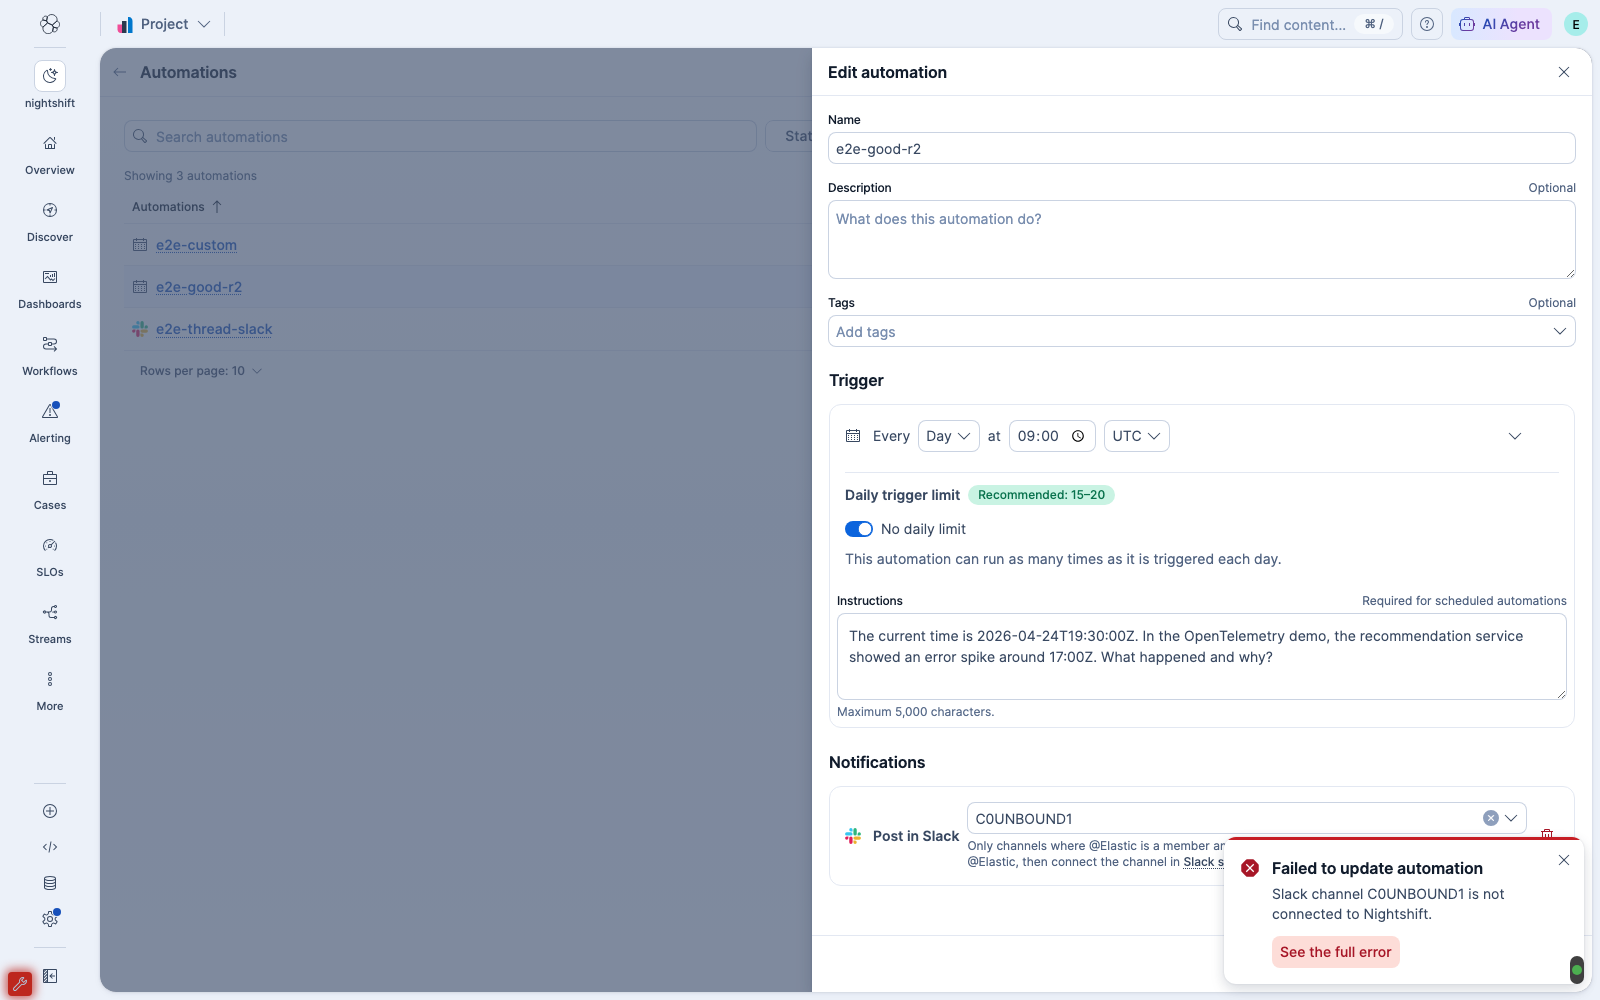 Project
Find content...
⌘ /
AI Agent
E
nightshift
Overview
Discover
Dashboards
Workflows
Alerting
Cases
SLOs
Streams
More
Automations
Search automations
Stat
Showing 3 automations
Automations
e2e-custom
e2e-good-r2
e2e-thread-slack
Rows per page: 10
Edit automation
Name
e2e-good-r2
Description
Optional
What does this automation do?
Tags
Optional
Add tags
Trigger
Every Day at 09:00 UTC
Daily trigger limit Recommended: 15–20
No daily limit
This automation can run as many times as it is triggered each day.
Instructions
Required for scheduled automations
The current time is 2026-04-24T19:30:00Z. In the OpenTelemetry demo, the recommendation service
showed an error spike around 17:00Z. What happened and why?
Maximum 5,000 characters.
Notifications
Post in Slack
C0UNBOUND1
Only channels where @Elastic is a member an
@Elastic, then connect the channel in Slack s
Failed to update automation
Slack channel C0UNBOUND1 is not
connected to Nightshift.
See the full error